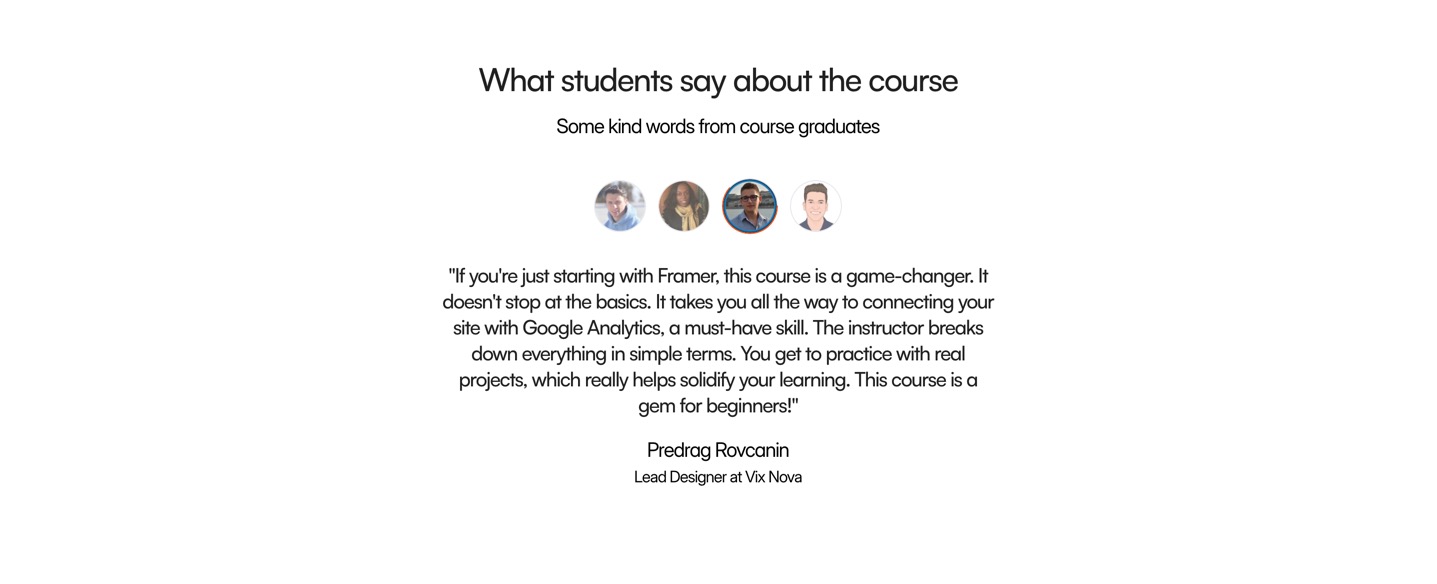 What students say about the course
Some kind words from course graduates
"If you're just starting with Framer, this course is a game-changer. It
doesn't stop at the basics. It takes you all the way to connecting your
site with Google Analytics, a must-have skill. The instructor breaks
down everything in simple terms. You get to practice with real
projects, which really helps solidify your learning. This course is a
gem for beginners!"
Predrag Rovcanin
Lead Designer at Vix Nova